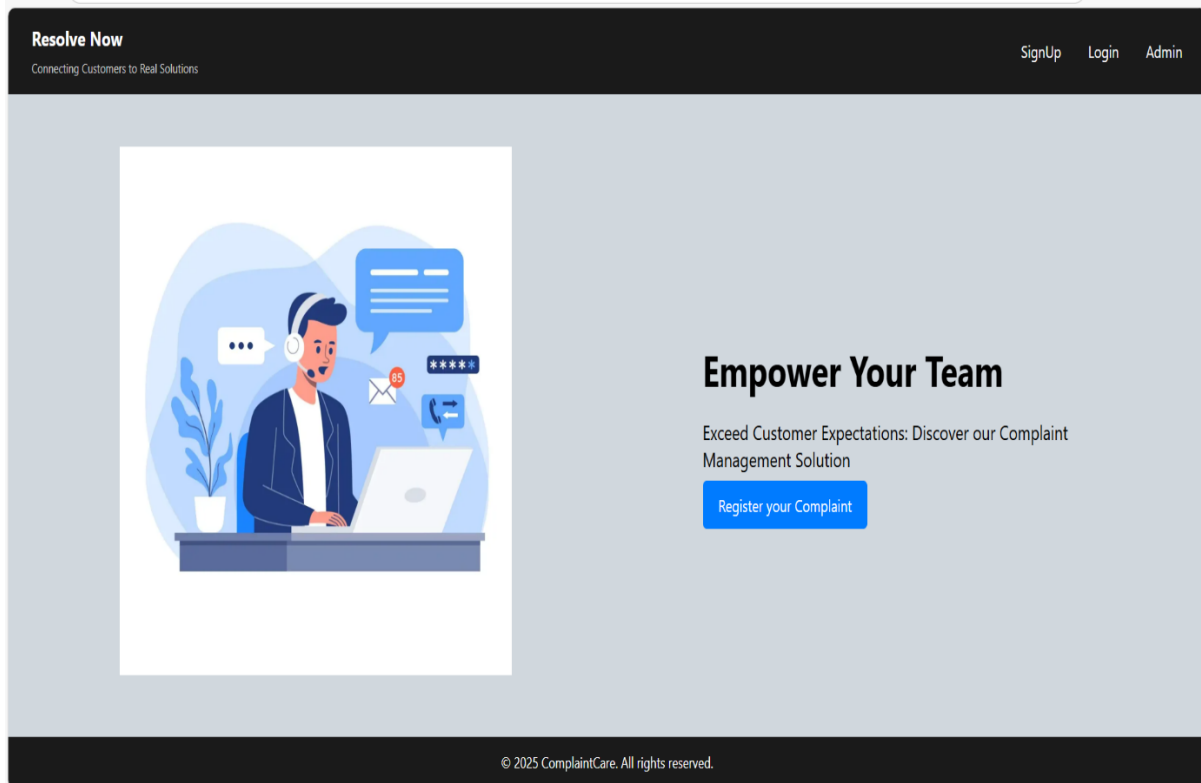 Resolve Now
Connecting Customers to Real Solutions
SignUp Login Admin
85
*****
Empower Your Team
Exceed Customer Expectations: Discover our Complaint
Management Solution
Register your Complaint
© 2025 ComplaintCare. All rights reserved.